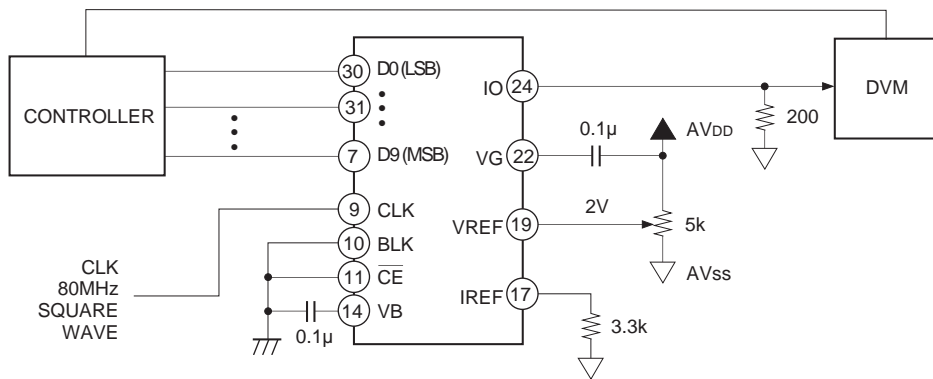 CONTROLLER
30
D0 (LSB)
31
7
D9 (MSB)
9
CLK
10
BLK
11
CE
14
VB
0.1μ
CLK
80MHz
SQUARE
WAVE
IO
24
VG
22
0.1μ
AVDD
VREF
19
2V
5k
AVSS
IREF
17
3.3k
200
DVM